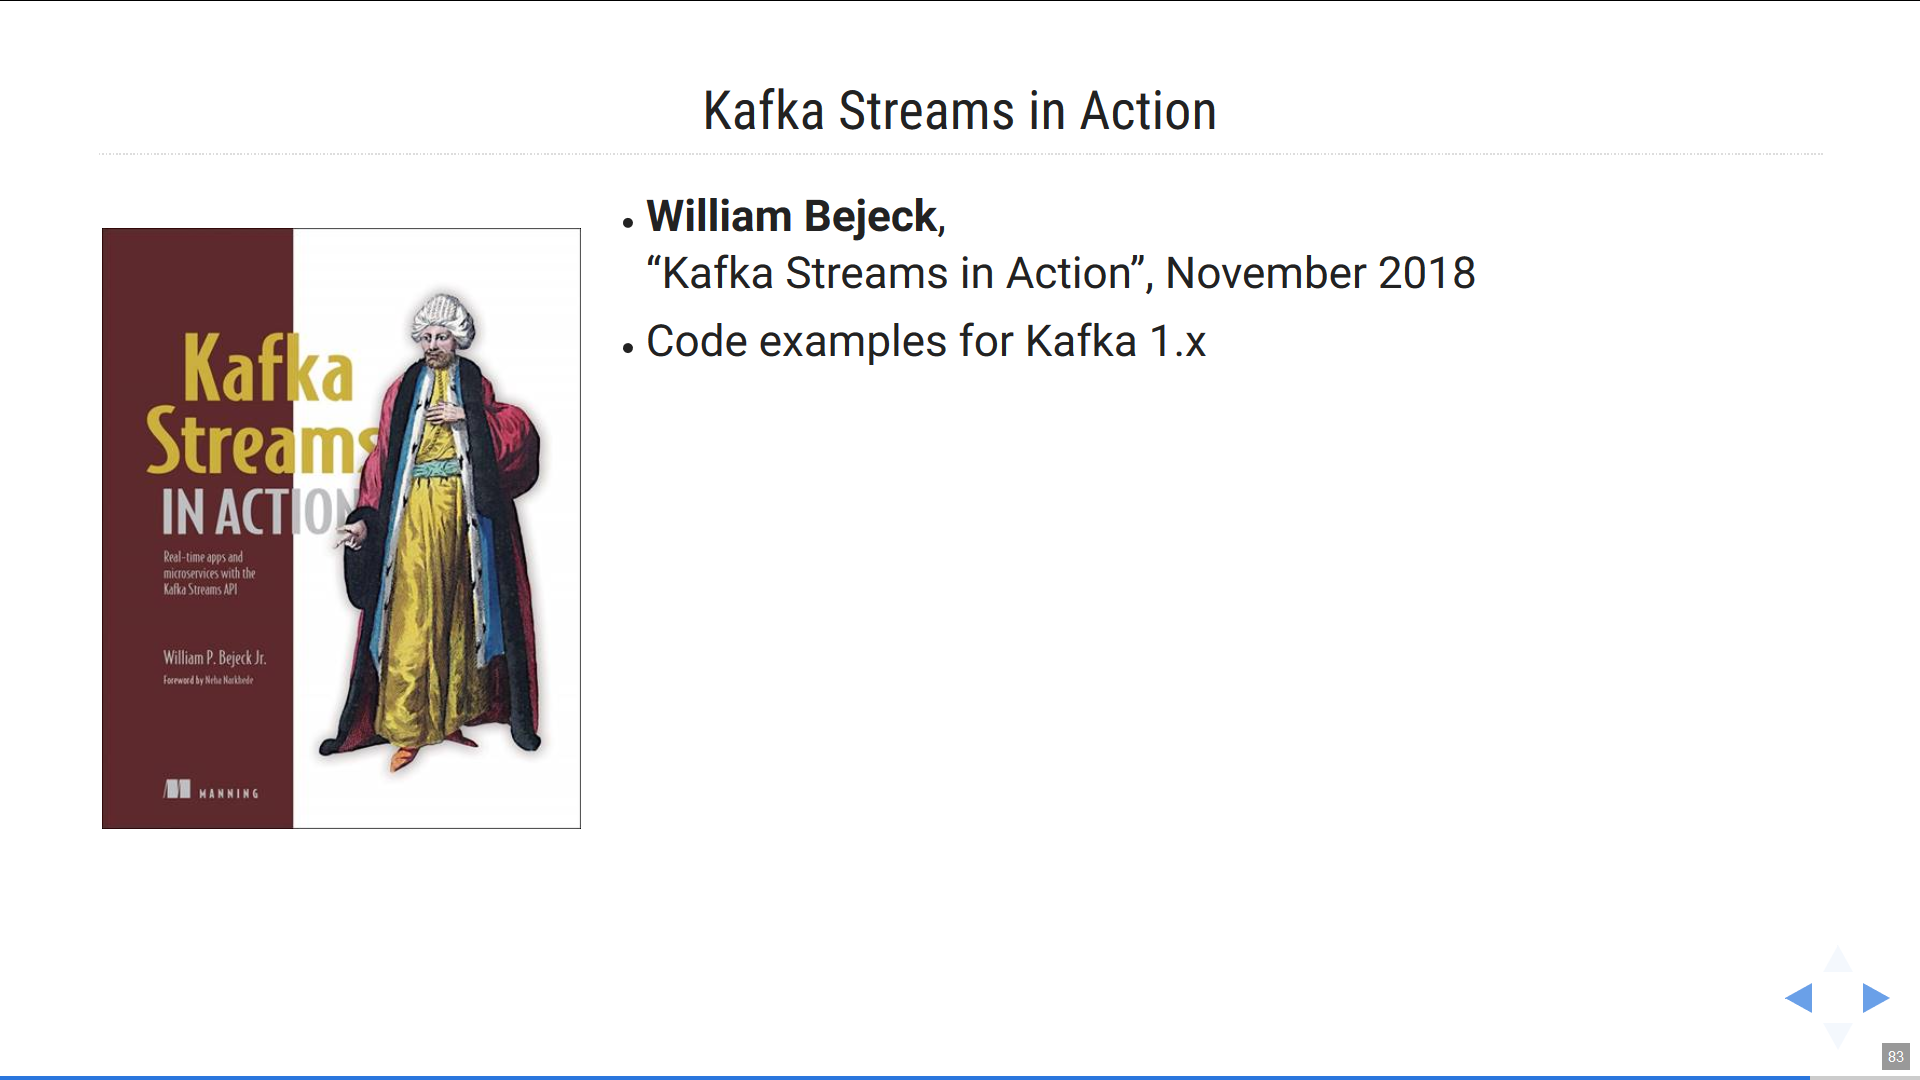 Kafka Streams in Action
William Bejeck,
“Kafka Streams in Action”, November 2018
Code examples for Kafka 1.x
Kafka
Streams
IN ACTION
Real-time apps and
microservices with the
Kafka Streams API
William P. Bejeck Jr.
Foreword by Neha Narkhede
MANNING
83